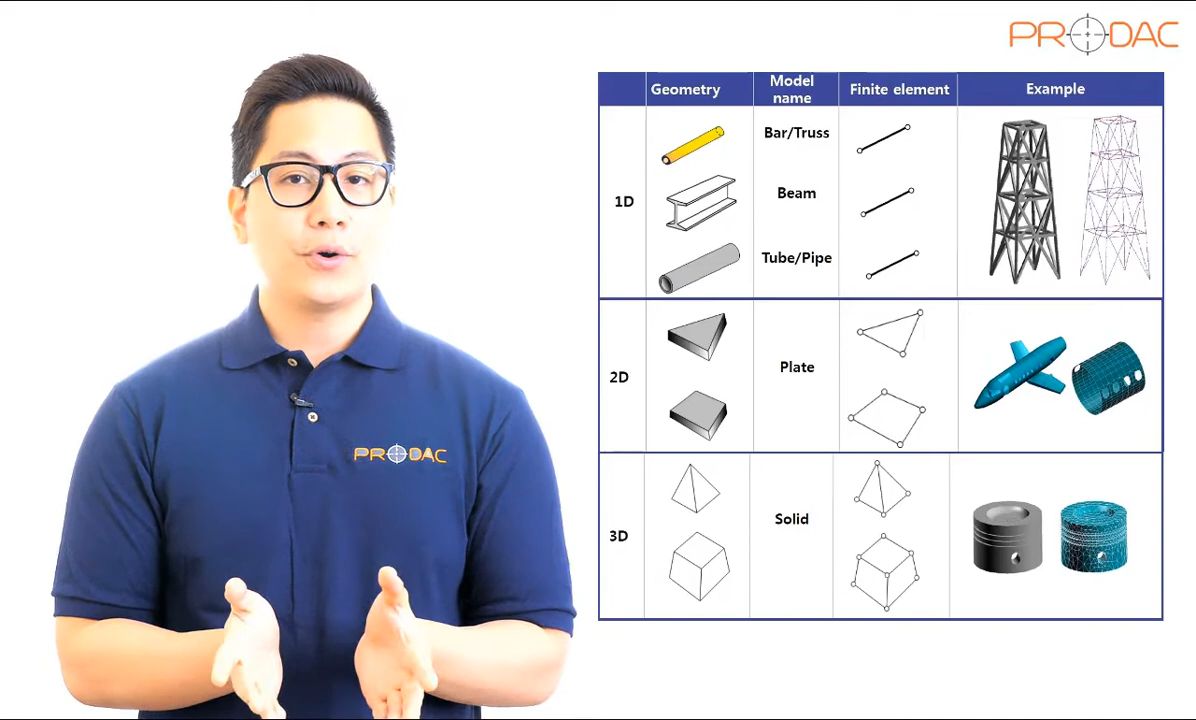 PRODAC
Geometry
Model
name
Finite element
Example
1D
Bar/Truss
Beam
Tube/Pipe
2D
Plate
3D
Solid
PRODAC